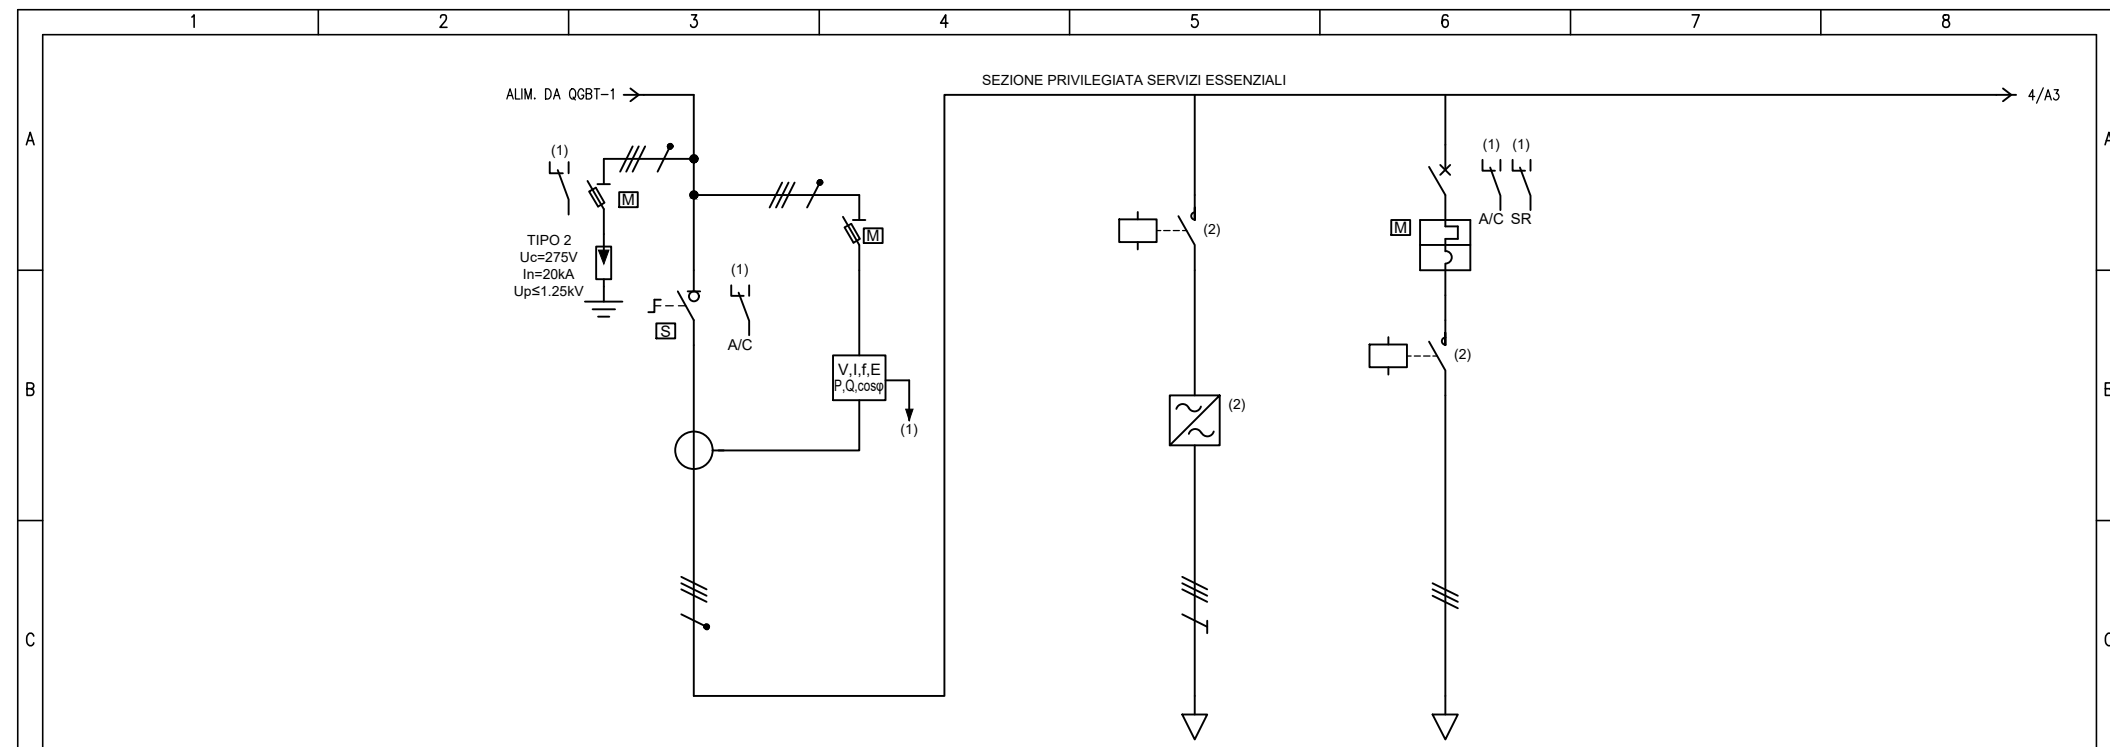 1 2 3 4 5 6 7 8
SEZIONE PRIVILEGIATA SERVIZI ESSENZIALI
ALIM. DA QGBT-1
4/A3
A
A
(1)
(1) (1)
M
A/C SR
M
M
(2)
TIPO 2
Uc=275V
In=20kA
Up≤1.25kV
(1)
S
A/C
(2)
V,I,f,E
P,Q,cosφ
B
(2)
(1)
C